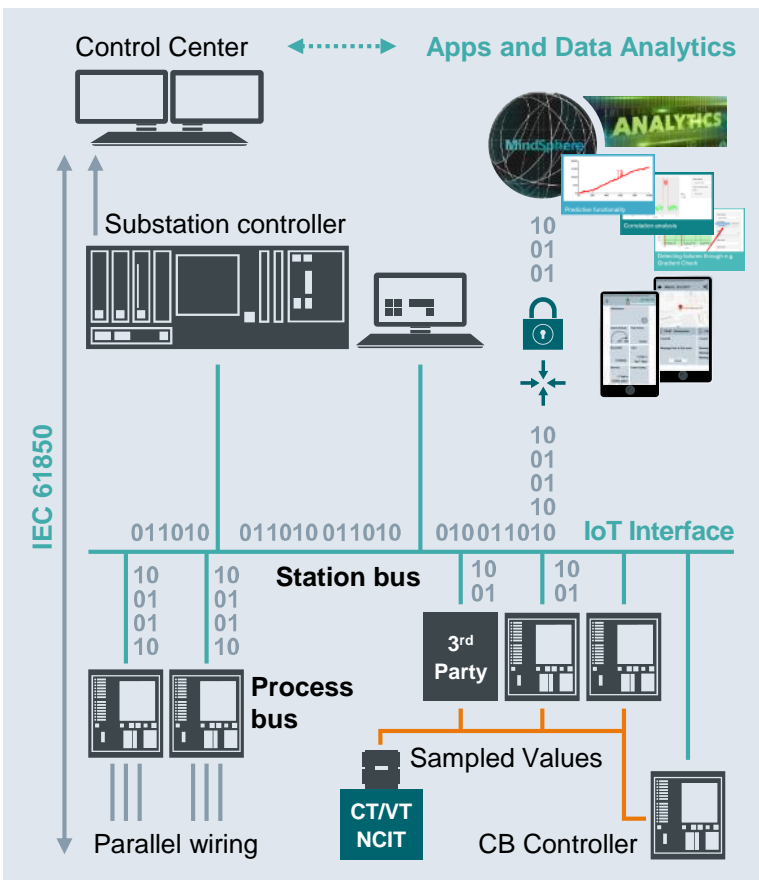 Control Center
Apps and Data Analytics
MindSphere
ANALYTICS
Predictive functionality
Correlation analysis
Detecting failures through e.g.
Gradient Check
Substation controller
10
01
01
IEC 61850
10
01
01
10
011010
011010 011010
010011010
IoT Interface
Station bus
10
01
01
10
10
01
01
10
10
01
10
01
3rd
Party
Process
bus
Sampled Values
CT/VT
NCIT
Parallel wiring
CB Controller